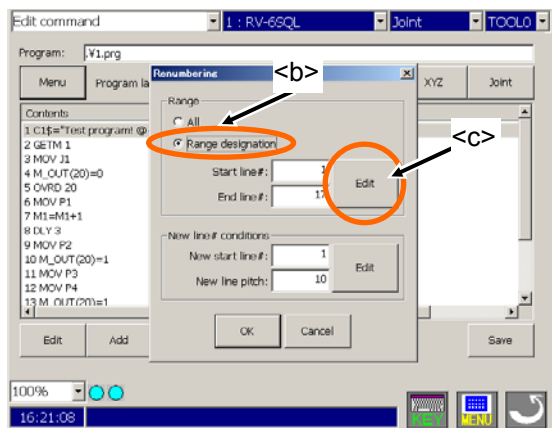 Edit command 1 : RV-6SQL Joint TOOL0
Program: .¥1.prg
Menu Program la XYZ Joint
Renumbering
<b>
Range
All
Range designation
<c>
Start line#: 1
End line#: 17
Edit
New line# conditions
New start line#: 1
New line pitch: 10
Edit
OK Cancel
Contents
1 C1$="Test program! @
2 GETM 1
3 MOV J1
4 M_OUT(20)=0
5 OVRD 20
6 MOV P1
7 M1=M1+1
8 DLY 3
9 MOV P2
10 M_OUT(20)=1
11 MOV P3
12 MOV P4
13 M_OUT(20)=1
Edit Add Save
100%
16:21:08
KEY MENU